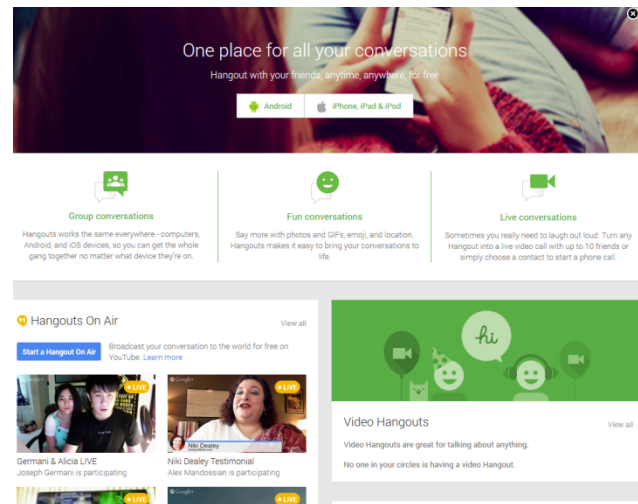 One place for all your conversations
Hangout with your friends, anytime, anywhere, for free
Android
iPhone, iPad & iPod
Group conversations
Hangouts works the same everywhere - computers,
Android, and iOS devices, so you can get the whole
gang together no matter what device they're on.
Fun conversations
Say more with photos and GIFs, emoji, and location.
Hangouts makes it easy to bring your conversations to
life.
Live conversations
Sometimes you really need to laugh out loud. Turn any
Hangout into a live video call with up to 10 friends or
simply choose a contact to start a phone call.
Hangouts On Air
View all
Start a Hangout On Air
Broadcast your conversation to the world for free on
YouTube. Learn more
Google+
LIVE
Google+
LIVE
Niki Dealey
Germani & Alicia LIVE
Joseph Germani is participating
Niki Dealey Testimonial
Alex Mandossian is participating
LIVE
Google+
LIVE
hi
Video Hangouts
View all
Video Hangouts are great for talking about anything.
No one in your circles is having a video Hangout.